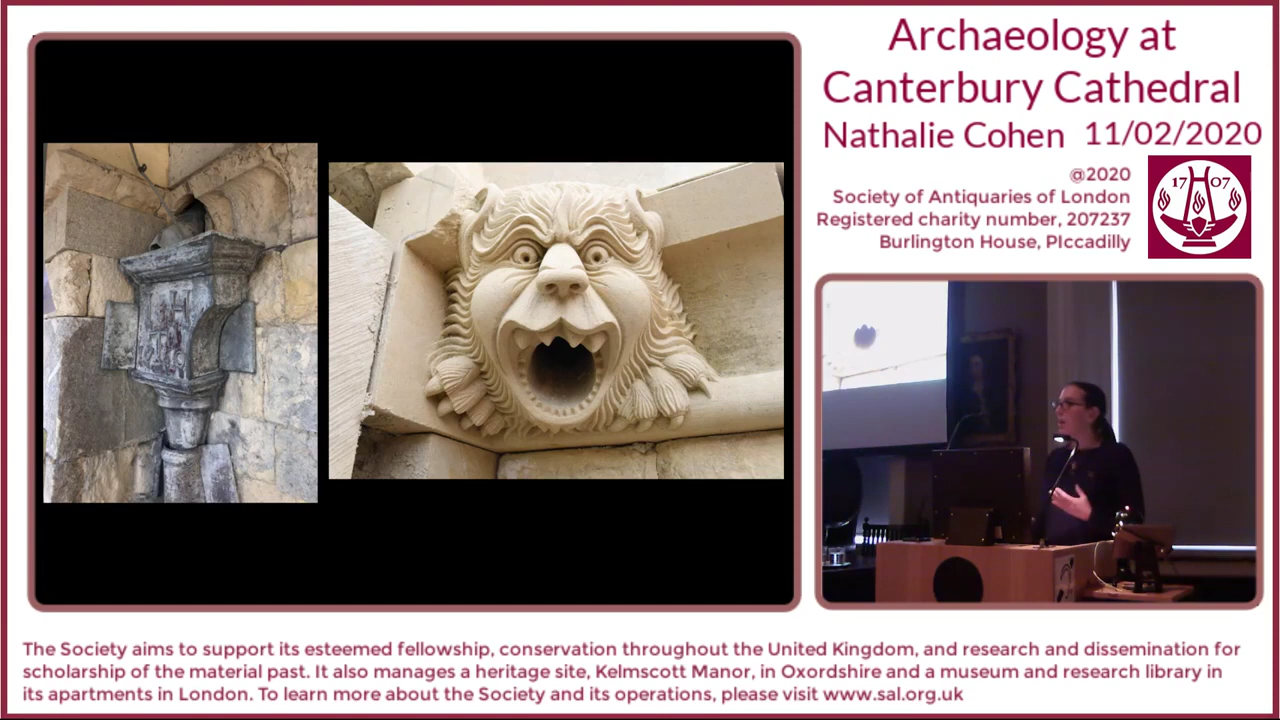 Archaeology at
Canterbury Cathedral
Nathalie Cohen 11/02/2020
@2020
Society of Antiquaries of London
Registered charity number, 207237
Burlington House, PIccadilly
17 07
The Society aims to support its esteemed fellowship, conservation throughout the United Kingdom, and research and dissemination for
scholarship of the material past. It also manages a heritage site, Kelmscott Manor, in Oxordshire and a museum and research library in
its apartments in London. To learn more about the Society and its operations, please visit www.sal.org.uk